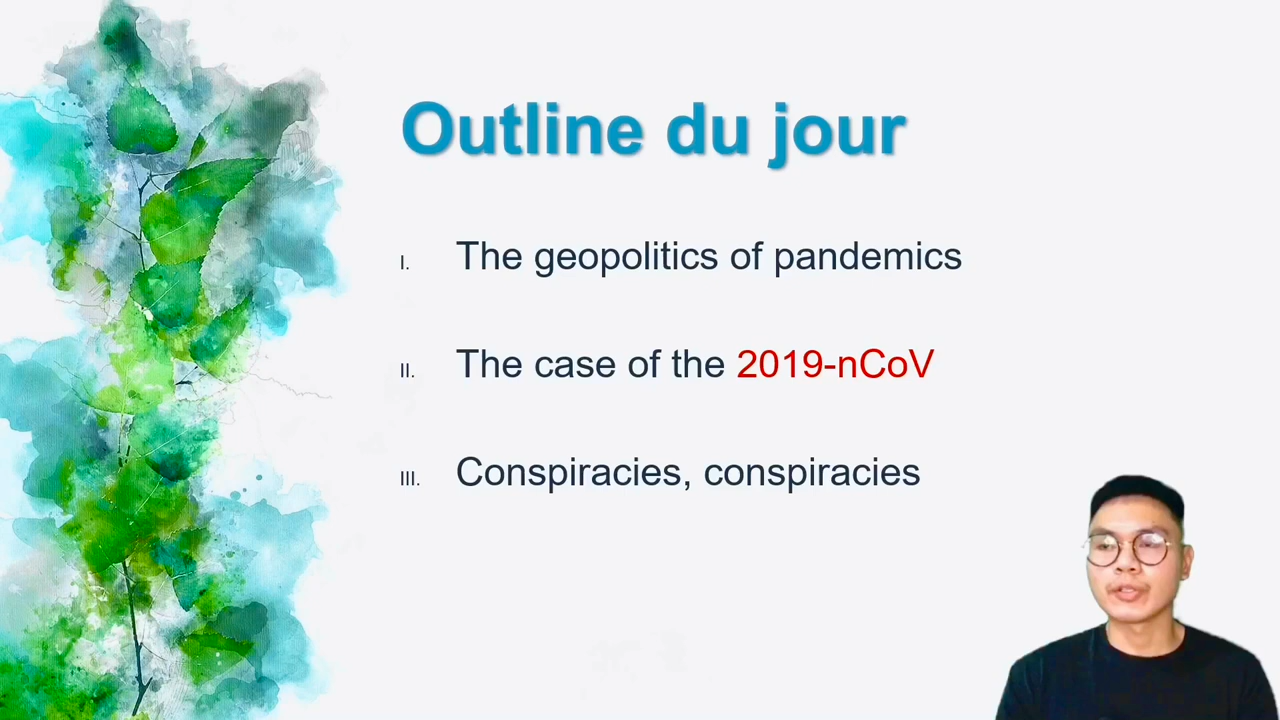 Outline du jour
I. The geopolitics of pandemics
II. The case of the 2019-nCoV
III. Conspiracies, conspiracies